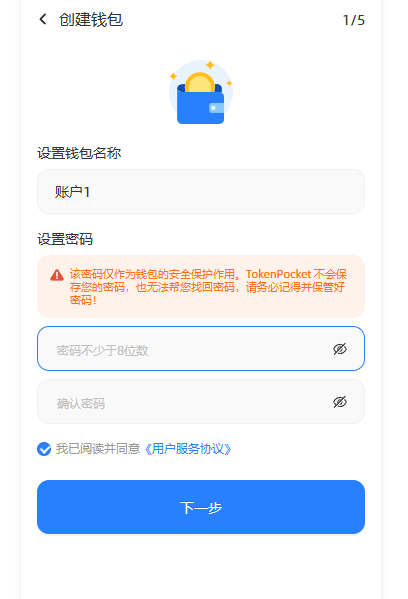 创建钱包
1/5
设置钱包名称
账户1
设置密码
该密码仅作为钱包的安全保护作用。TokenPocket 不会保
存您的密码，也无法帮您找回密码，请务必记得并保管好
密码！
密码不少于8位数
确认密码
我已阅读并同意《用户服务协议》
下一步